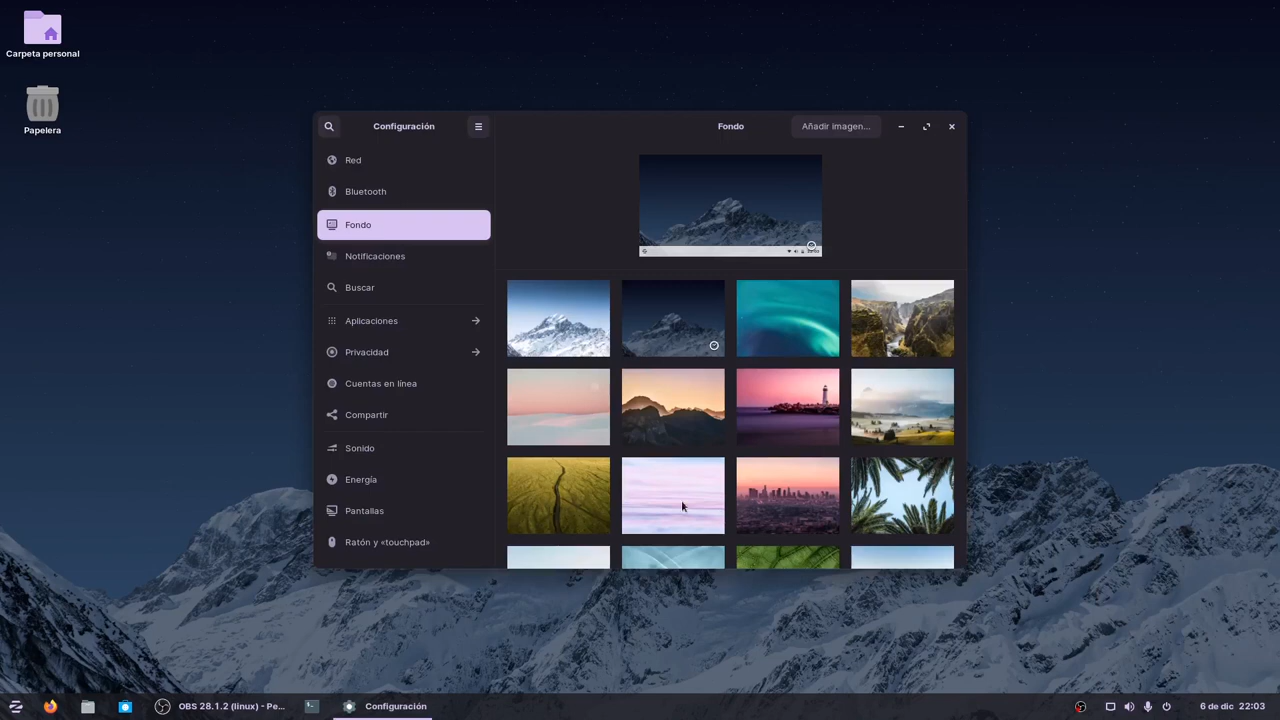 Carpeta personal
Papelera
Configuración
Fondo
Añadir imagen...
Red
Bluetooth
Fondo
Notificaciones
Buscar
Aplicaciones
Privacidad
Cuentas en línea
Compartir
Sonido
Energía
Pantallas
Ratón y «touchpad»
OBS 28.1.2 (linux) - Pe...
Configuración
6 de dic 22:03